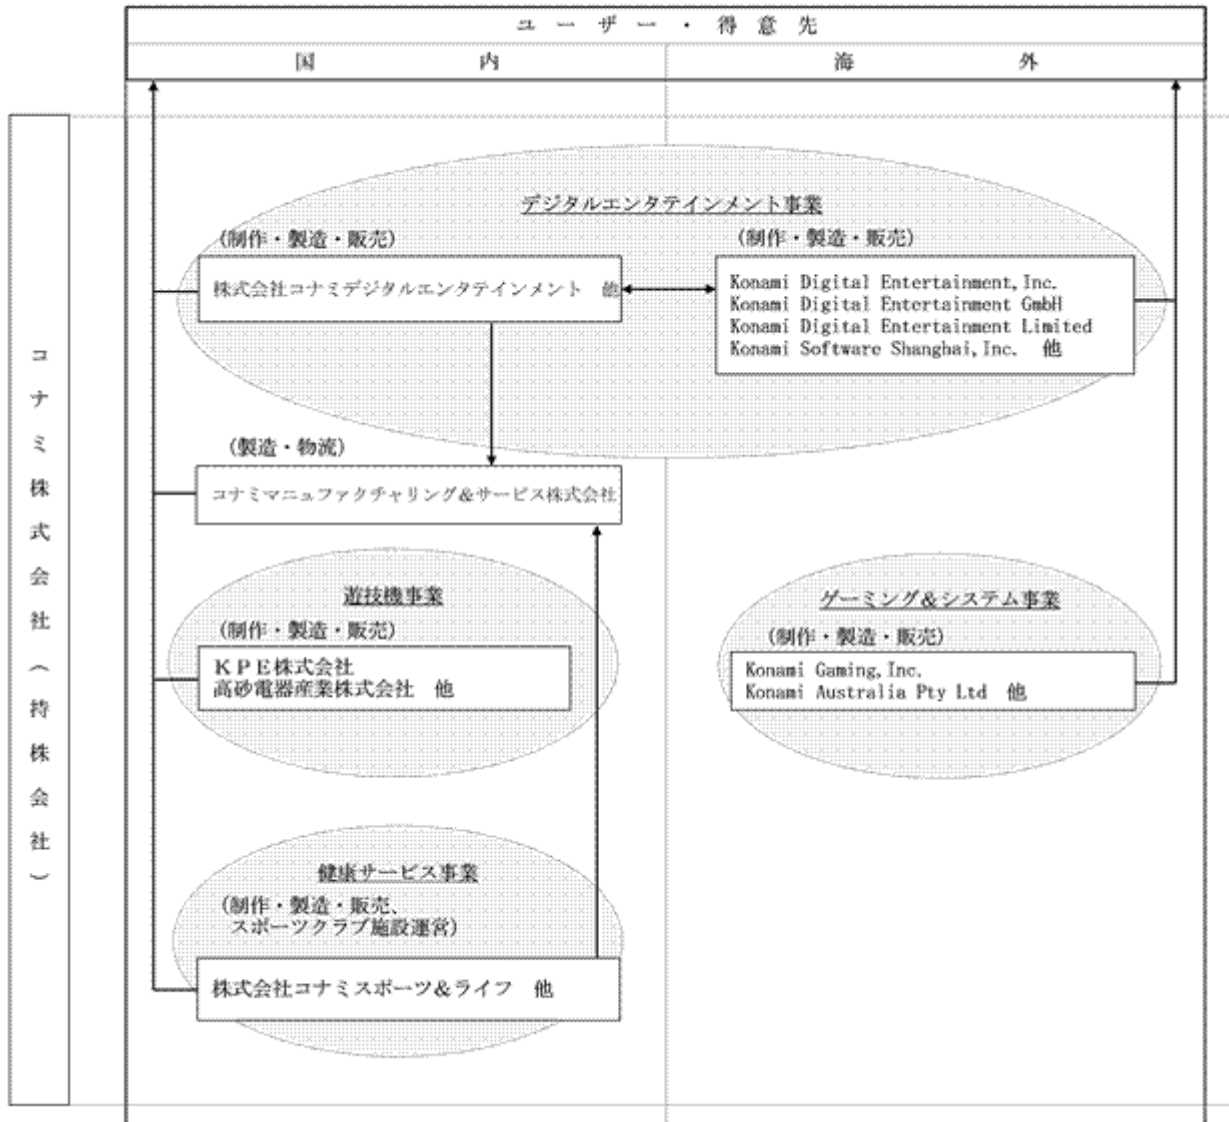 ユーザー・得意先
国内
海外
コナミ株式会社（持株会社）
デジタルエンタテインメント事業
（制作・製造・販売）
株式会社コナミデジタルエンタテインメント　他
（制作・製造・販売）
Konami Digital Entertainment,Inc.
Konami Digital Entertainment GmbH
Konami Digital Entertainment Limited
Konami Software Shanghai,Inc.　他
（製造・物流）
コナミマニュファクチャリング＆サービス株式会社
遊技機事業
（制作・製造・販売）
ＫＰＥ株式会社
高砂電器産業株式会社　他
ゲーミング＆システム事業
（制作・製造・販売）
Konami Gaming,Inc.
Konami Australia Pty Ltd　他
健康サービス事業
（制作・製造・販売、
スポーツクラブ施設運営）
株式会社コナミスポーツ＆ライフ　他